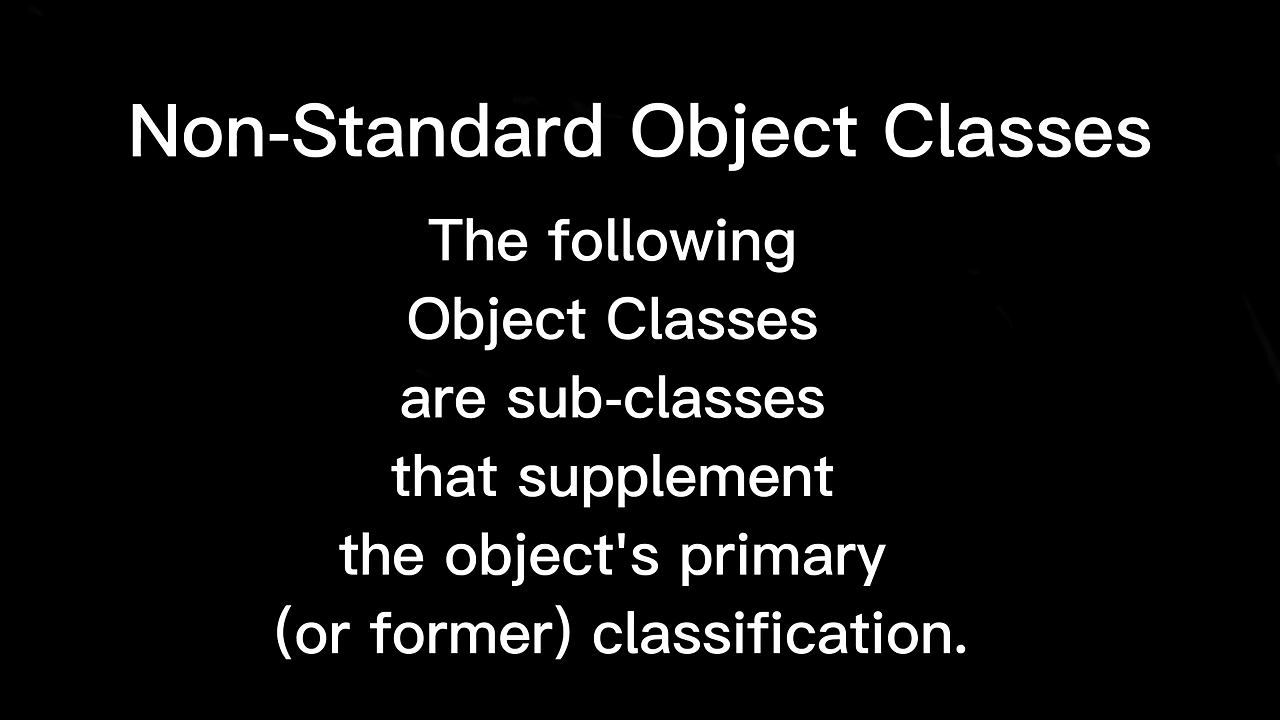 Non-Standard Object Classes
The following
Object Classes
are sub-classes
that supplement
the object's primary
(or former) classification.